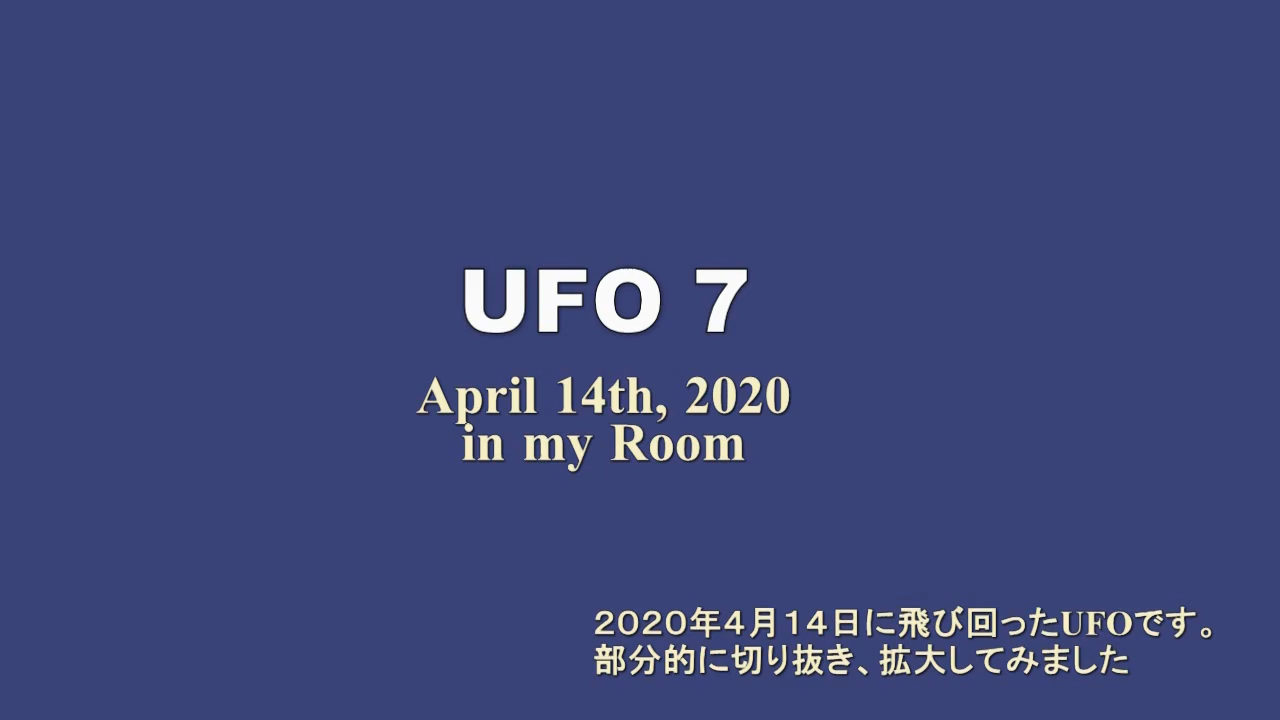 UFO 7
April 14th, 2020
in my Room
２０２０年４月１４日に飛び回ったUFOです。
部分的に切り抜き、拡大してみました